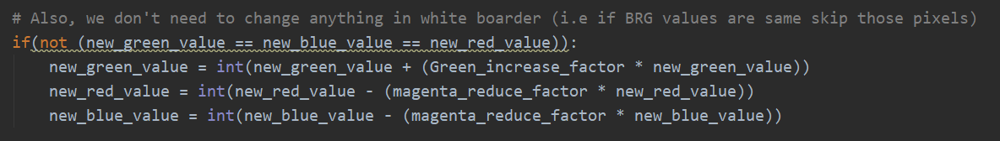 # Also, we don't need to change anything in white boarder (i.e if BRG values are same skip those pixels)
if(not (new_green_value == new_blue_value == new_red_value)):
    new_green_value = int(new_green_value + (Green_increase_factor * new_green_value))
    new_red_value = int(new_red_value - (magenta_reduce_factor * new_red_value))
    new_blue_value = int(new_blue_value - (magenta_reduce_factor * new_blue_value))